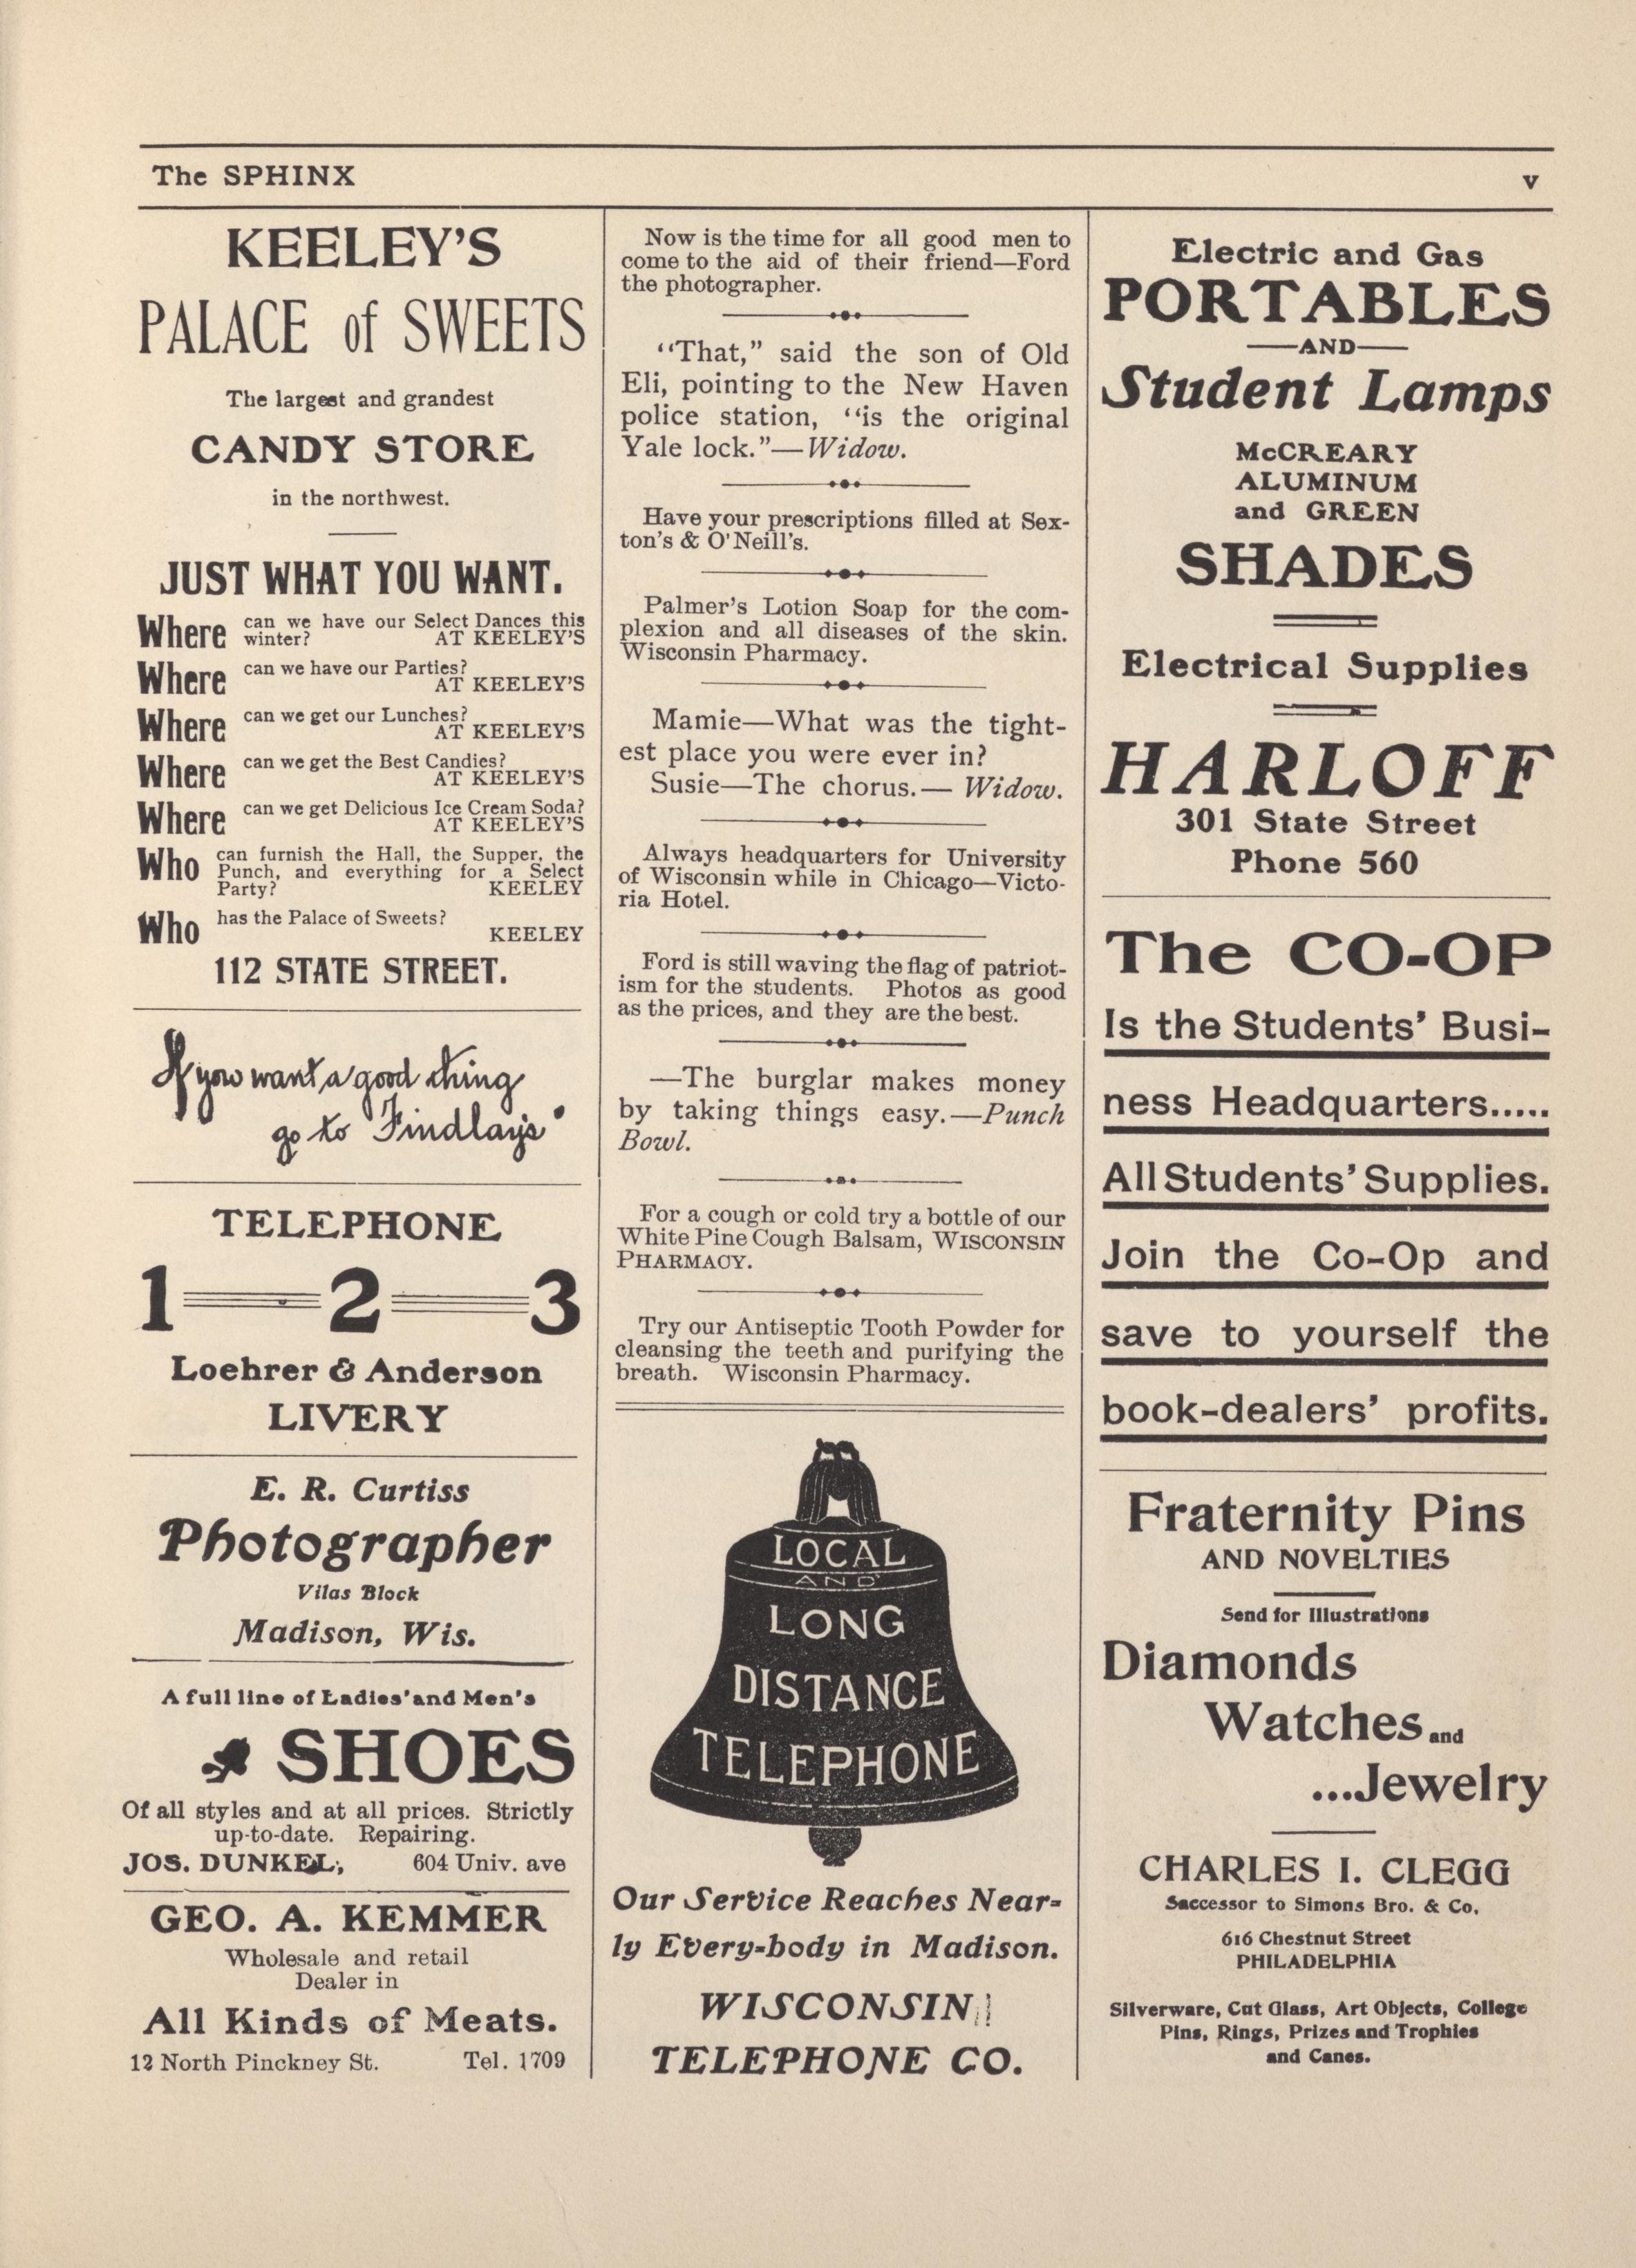 The SPHINX
v
KEELEY'S
PALACE of SWEETS
The largest and grandest
CANDY STORE
in the northwest.
JUST WHAT YOU WANT.
Where can we have our Select Dances this
winter? AT KEELEY'S
Where can we have our Parties?
AT KEELEY'S
Where can we get our Lunches?
AT KEELEY'S
Where can we get the Best Candies?
AT KEELEY'S
Where can we get Delicious Ice Cream Soda?
AT KEELEY'S
Who can furnish the Hall, the Supper, the
Punch, and everything for a Select
Party? KEELEY
Who has the Palace of Sweets?
KEELEY
112 STATE STREET.
If you want a good thing
go to Findlay's
TELEPHONE
1 2 3
Loehrer & Anderson
LIVERY
E. R. Curtiss
Photographer
Vilas Block
Madison, Wis.
A full line of Ladies' and Men's
SHOES
Of all styles and at all prices. Strictly
up-to-date. Repairing.
JOS. DUNKEL, 604 Univ. ave
GEO. A. KEMMER
Wholesale and retail
Dealer in
All Kinds of Meats.
12 North Pinckney St. Tel. 1709
Now is the time for all good men to
come to the aid of their friend—Ford
the photographer.
"That," said the son of Old
Eli, pointing to the New Haven
police station, "is the original
Yale lock."—Widow.
Have your prescriptions filled at Sex-
ton's & O'Neill's.
Palmer's Lotion Soap for the com-
plexion and all diseases of the skin.
Wisconsin Pharmacy.
Mamie—What was the tight-
est place you were ever in?
Susie—The chorus.— Widow.
Always headquarters for University
of Wisconsin while in Chicago—Victo-
ria Hotel.
Ford is still waving the flag of patriot-
ism for the students. Photos as good
as the prices, and they are the best.
—The burglar makes money
by taking things easy.—Punch
Bowl.
For a cough or cold try a bottle of our
White Pine Cough Balsam, WISCONSIN
PHARMACY.
Try our Antiseptic Tooth Powder for
cleansing the teeth and purifying the
breath. Wisconsin Pharmacy.
LOCAL
AND
LONG
DISTANCE
TELEPHONE
Our Service Reaches Near-
ly Every-body in Madison.
WISCONSIN
TELEPHONE CO.
Electric and Gas
PORTABLES
—AND—
Student Lamps
McCREARY
ALUMINUM
and GREEN
SHADES
Electrical Supplies
HARLOFF
301 State Street
Phone 560
The CO-OP
Is the Students' Busi-
ness Headquarters.....
All Students' Supplies.
Join the Co-Op and
save to yourself the
book-dealers' profits.
Fraternity Pins
AND NOVELTIES
Send for Illustrations
Diamonds
Watches and
...Jewelry
CHARLES I. CLEGG
Successor to Simons Bro. & Co.
616 Chestnut Street
PHILADELPHIA
Silverware, Cut Glass, Art Objects, College
Pins, Rings, Prizes and Trophies
and Canes.